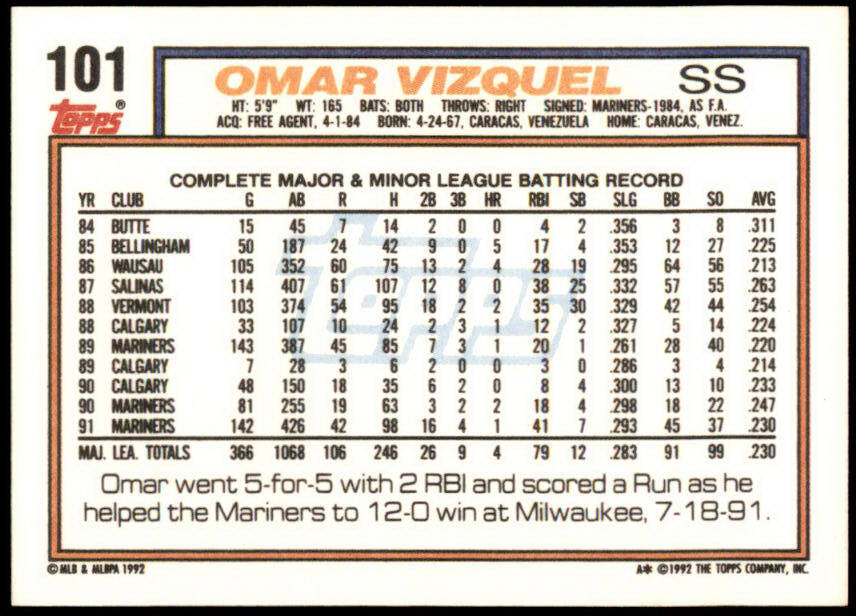 101
OMAR VIZQUEL SS
Topps®
HT: 5'9" WT: 165 BATS: BOTH THROWS: RIGHT SIGNED: MARINERS-1984, AS F.A.
ACQ: FREE AGENT, 4-1-84 BORN: 4-24-67, CARACAS, VENEZUELA HOME: CARACAS, VENEZ.
COMPLETE MAJOR & MINOR LEAGUE BATTING RECORD
YR CLUB G AB R H 2B 3B HR RBI SB SLG BB SO AVG
84 BUTTE 15 45 7 14 2 0 0 4 2 .356 3 8 .311
85 BELLINGHAM 50 187 24 42 9 0 5 17 4 .353 12 27 .225
86 WAUSAU 105 352 60 75 13 2 4 28 19 .295 64 56 .213
87 SALINAS 114 407 61 107 12 8 0 38 25 .332 57 55 .263
88 VERMONT 103 374 54 95 18 2 2 35 30 .329 42 44 .254
88 CALGARY 33 107 10 24 2 3 1 12 2 .327 5 14 .224
89 MARINERS 143 387 45 85 7 3 1 20 1 .261 28 40 .220
89 CALGARY 7 28 3 6 2 0 0 3 0 .286 3 4 .214
90 CALGARY 48 150 18 35 6 2 0 8 4 .300 13 10 .233
90 MARINERS 81 255 19 63 3 2 2 18 4 .298 18 22 .247
91 MARINERS 142 426 42 98 16 4 1 41 7 .293 45 37 .230
MAJ. LEA. TOTALS 366 1068 106 246 26 9 4 79 12 .283 91 99 .230
Topps
Omar went 5-for-5 with 2 RBI and scored a Run as he
helped the Mariners to 12-0 win at Milwaukee, 7-18-91.
© MLB & MLBPA 1992 A* © 1992 THE TOPPS COMPANY, INC.